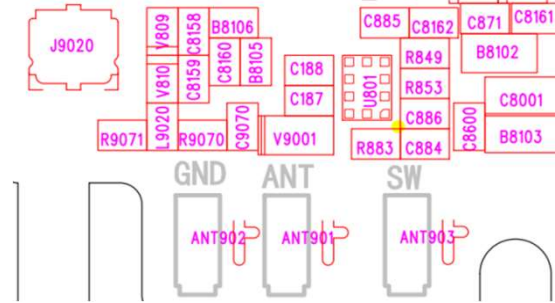 J9020
V809
C8158
B8106
V810
C8159
C8160
B8105
C188
C187
U801
C885
C8162
C871
C8161
R849
B8102
R853
C886
C8001
C8600
B8103
R9071
L9020
R9070
C9070
V9001
R883
C884
GND
ANT
SW
ANT902
ANT901
ANT903